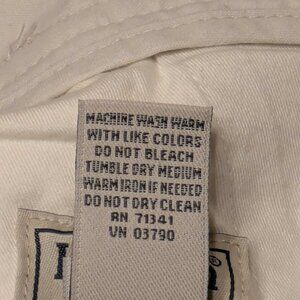 MACHINE WASH WARM
WITH LIKE COLORS
DO NOT BLEACH
TUMBLE DRY MEDIUM
WARM IRON IF NEEDED
DO NOT DRY CLEAN
RN 71341
VN 03790
®